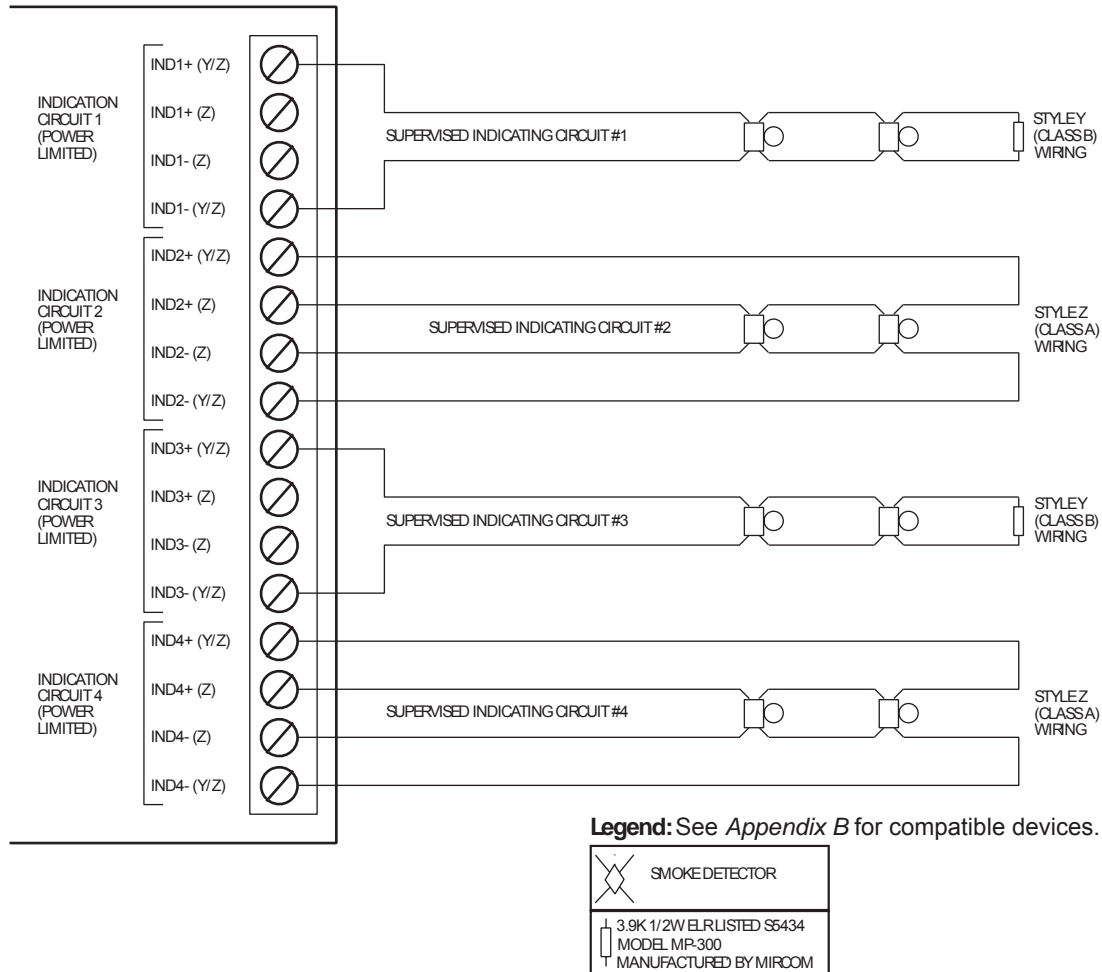 INDICATION
CIRCUIT 1
(POWER
LIMITED)
IND1+ (Y/Z)
IND1+ (Z)
IND1- (Z)
IND1- (Y/Z)
SUPERVISED INDICATING CIRCUIT #1
STYLE Y
(CLASS B)
WIRING
INDICATION
CIRCUIT 2
(POWER
LIMITED)
IND2+ (Y/Z)
IND2+ (Z)
IND2- (Z)
IND2- (Y/Z)
SUPERVISED INDICATING CIRCUIT #2
STYLE Z
(CLASS A)
WIRING
INDICATION
CIRCUIT 3
(POWER
LIMITED)
IND3+ (Y/Z)
IND3+ (Z)
IND3- (Z)
IND3- (Y/Z)
SUPERVISED INDICATING CIRCUIT #3
STYLE Y
(CLASS B)
WIRING
INDICATION
CIRCUIT 4
(POWER
LIMITED)
IND4+ (Y/Z)
IND4+ (Z)
IND4- (Z)
IND4- (Y/Z)
SUPERVISED INDICATING CIRCUIT #4
STYLE Z
(CLASS A)
WIRING
Legend: See Appendix B for compatible devices.
SMOKE DETECTOR
3.9K 1/2W ELR LISTED S5434
MODEL MP-300
MANUFACTURED BY MIRCOM